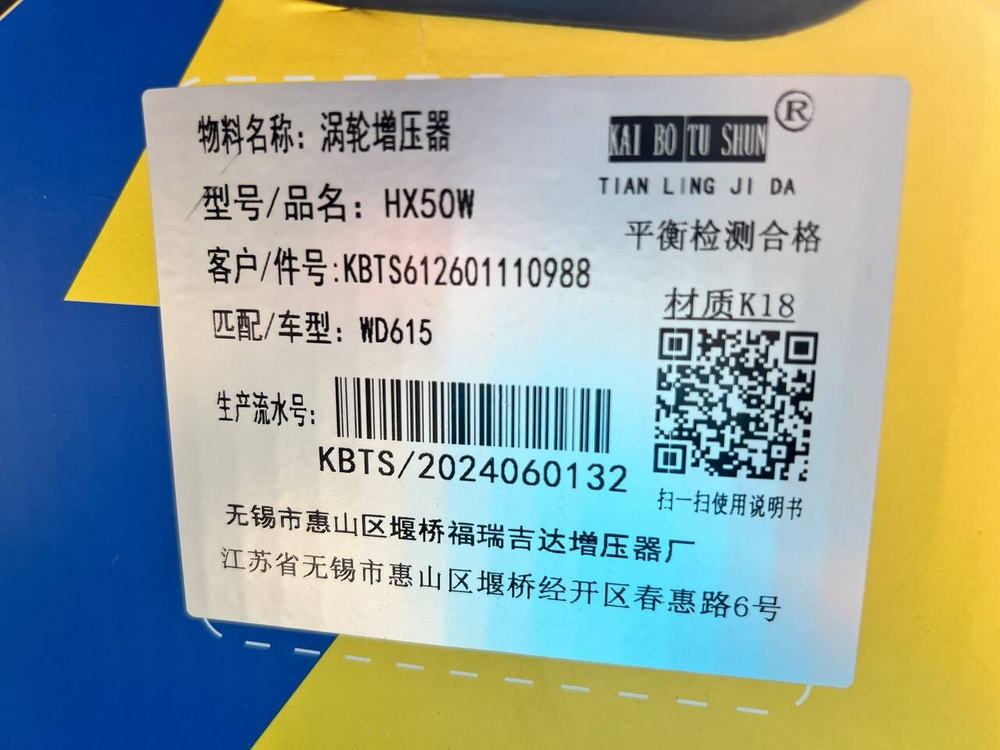 物料名称：涡轮增压器
型号/品名：HX50W
客户/件号:KBTS612601110988
匹配/车型：WD615
生产流水号：
KBTS/2024060132
KAI BO TU SHUN ®
TIAN LING JI DA
平衡检测合格
材质K18
扫一扫使用说明书
无锡市惠山区堰桥福瑞吉达增压器厂
江苏省无锡市惠山区堰桥经开区春惠路6号